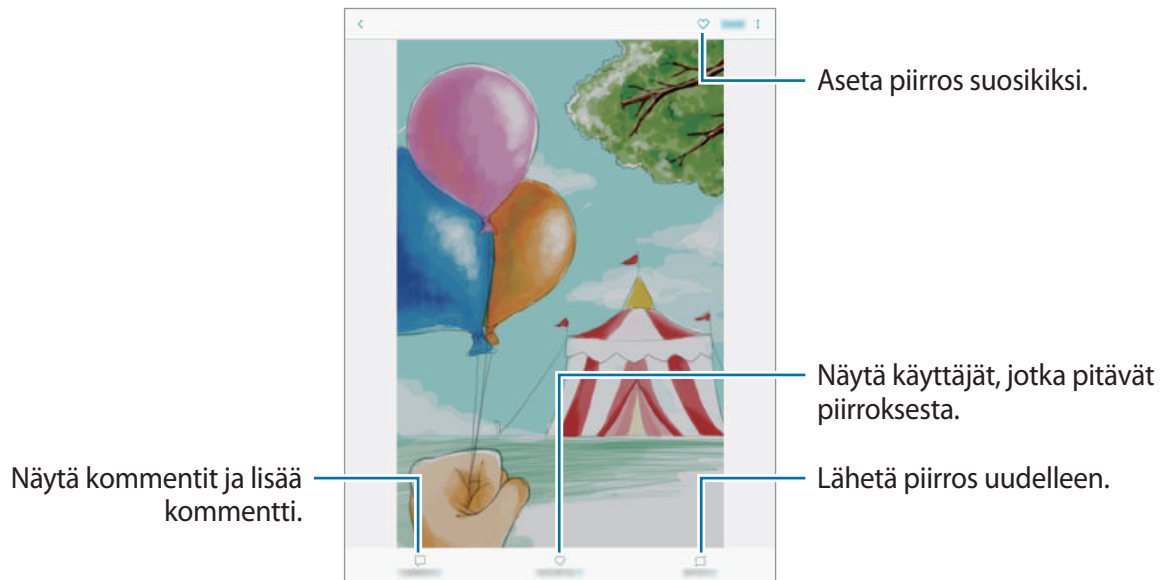 Aseta piirros suosikiksi.
Näytä käyttäjät, jotka pitävät
piirroksesta.
Näytä kommentit ja lisää
kommentti.
Lähetä piirros uudelleen.